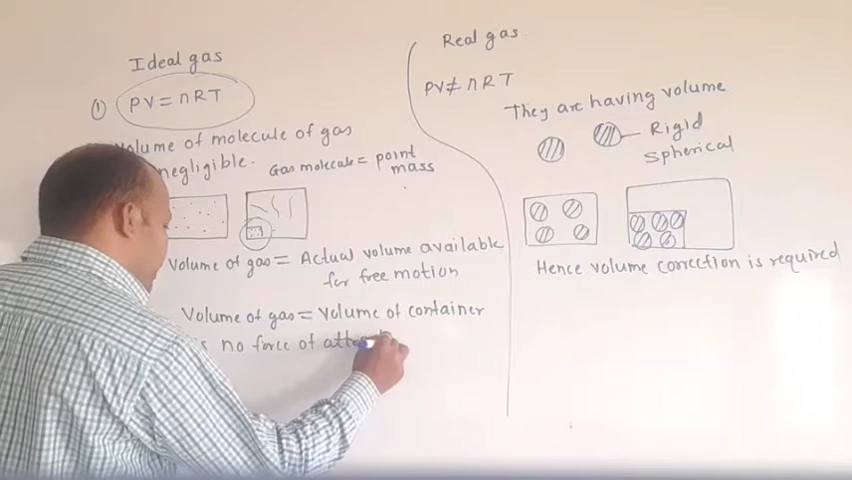 Ideal gas
① PV = nRT
Volume of molecule of gas
negligible.
Gas molecule = point
mass
Volume of gas = Actual volume available
for free motion
Volume of gas = Volume of container
no force of
Real gas
PV ≠ nRT
They are having volume
Rigid
Spherical
Hence volume correction is required